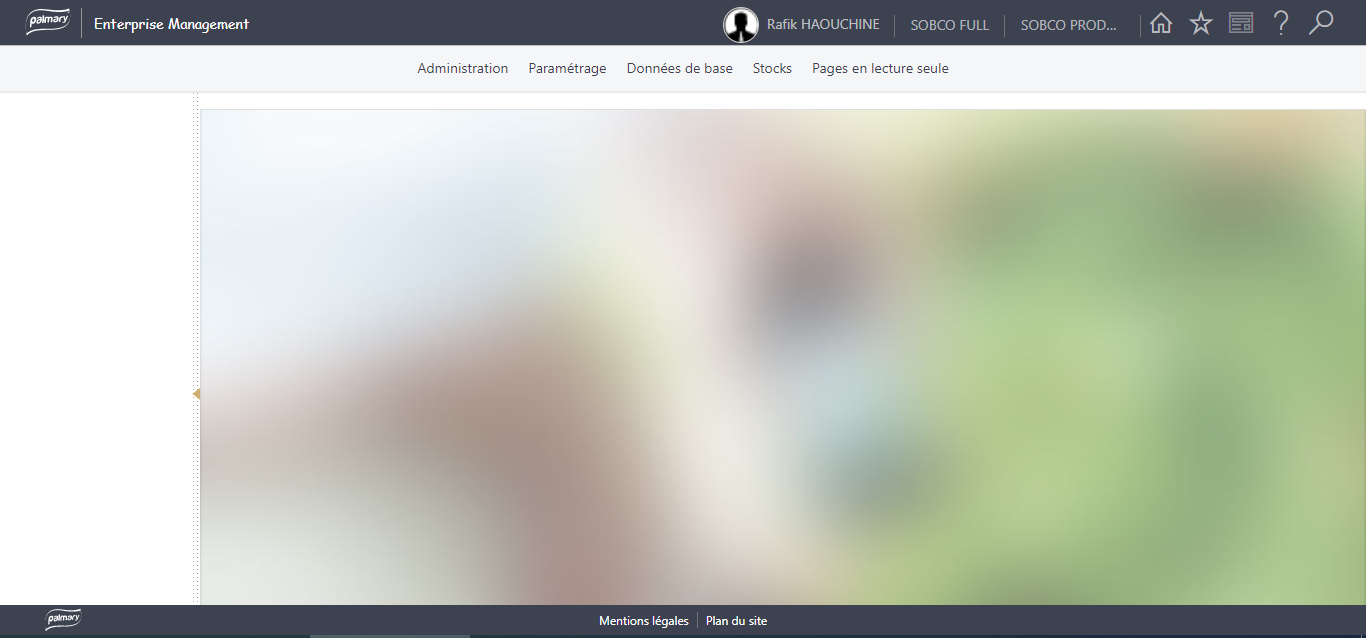 palmary Enterprise Management Rafik HAOUCHINE SOBCO FULL SOBCO PROD...
Administration Paramétrage Données de base Stocks Pages en lecture seule
palmary Mentions légales Plan du site